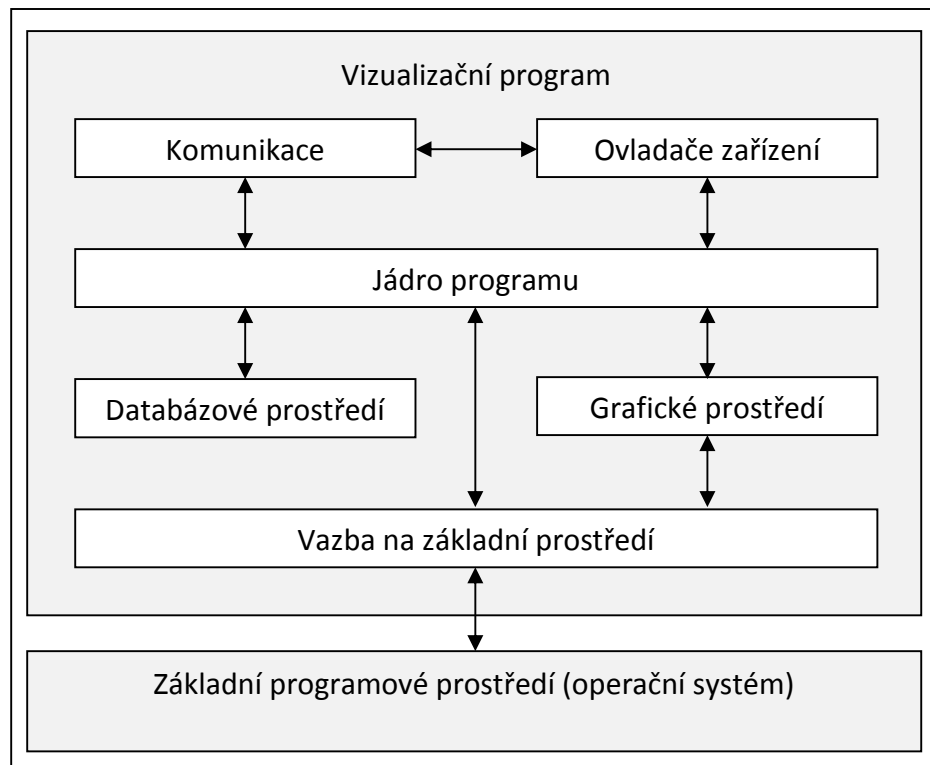 Vizualizační program
Komunikace
Ovladače zařízení
Jádro programu
Databázové prostředí
Grafické prostředí
Vazba na základní prostředí
Základní programové prostředí (operační systém)